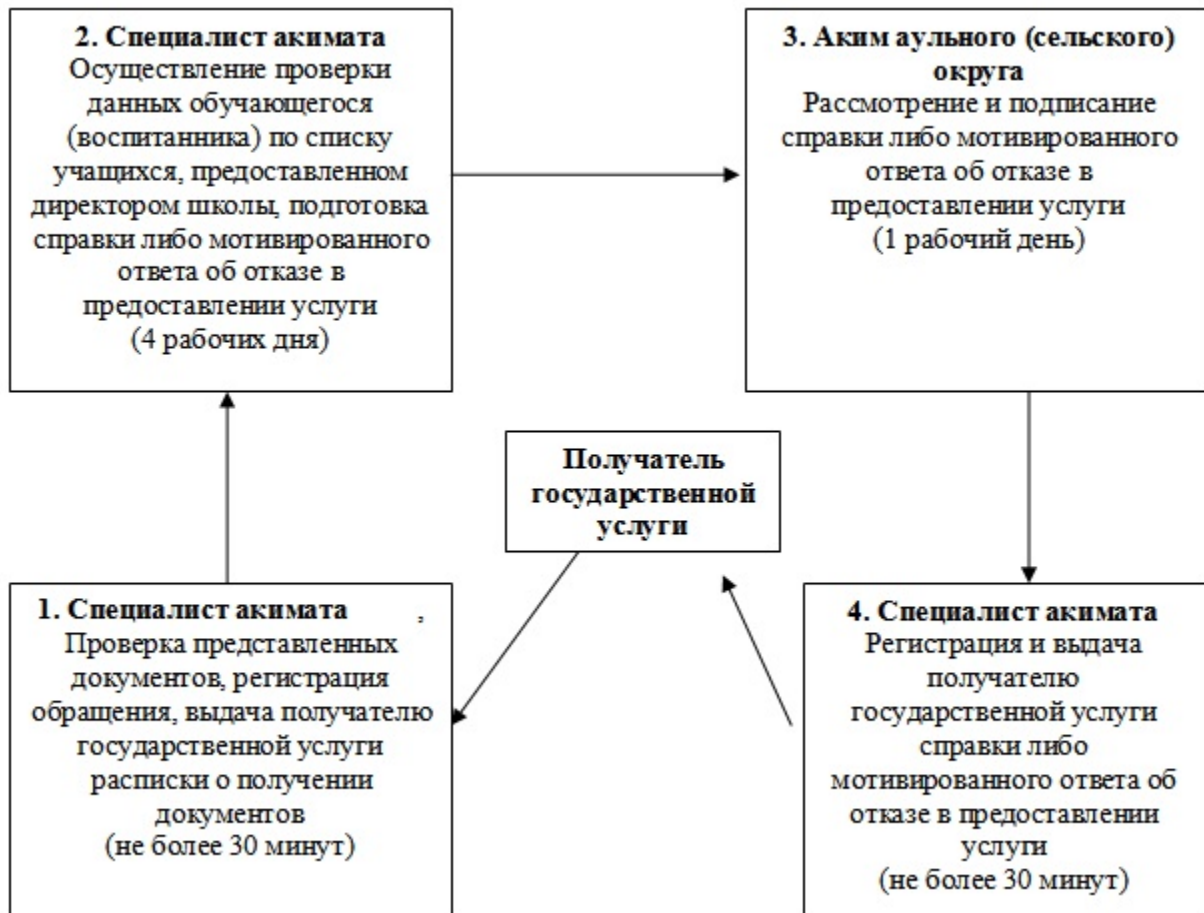 2. Специалист акимата
Осуществление проверки
данных обучающегося
(воспитанника) по списку
учащихся, предоставленном
директором школы, подготовка
справки либо мотивированного
ответа об отказе в
предоставлении услуги
(4 рабочих дня)
3. Аким аульного (сельского)
округа
Рассмотрение и подписание
справки либо мотивированного
ответа об отказе в
предоставлении услуги
(1 рабочий день)
Получатель
государственной
услуги
1. Специалист акимата ,
Проверка представленных
документов, регистрация
обращения, выдача получателю
государственной услуги
расписки о получении
документов
(не более 30 минут)
4. Специалист акимата
Регистрация и выдача
получателю
государственной услуги
справки либо
мотивированного ответа об
отказе в предоставлении
услуги
(не более 30 минут)